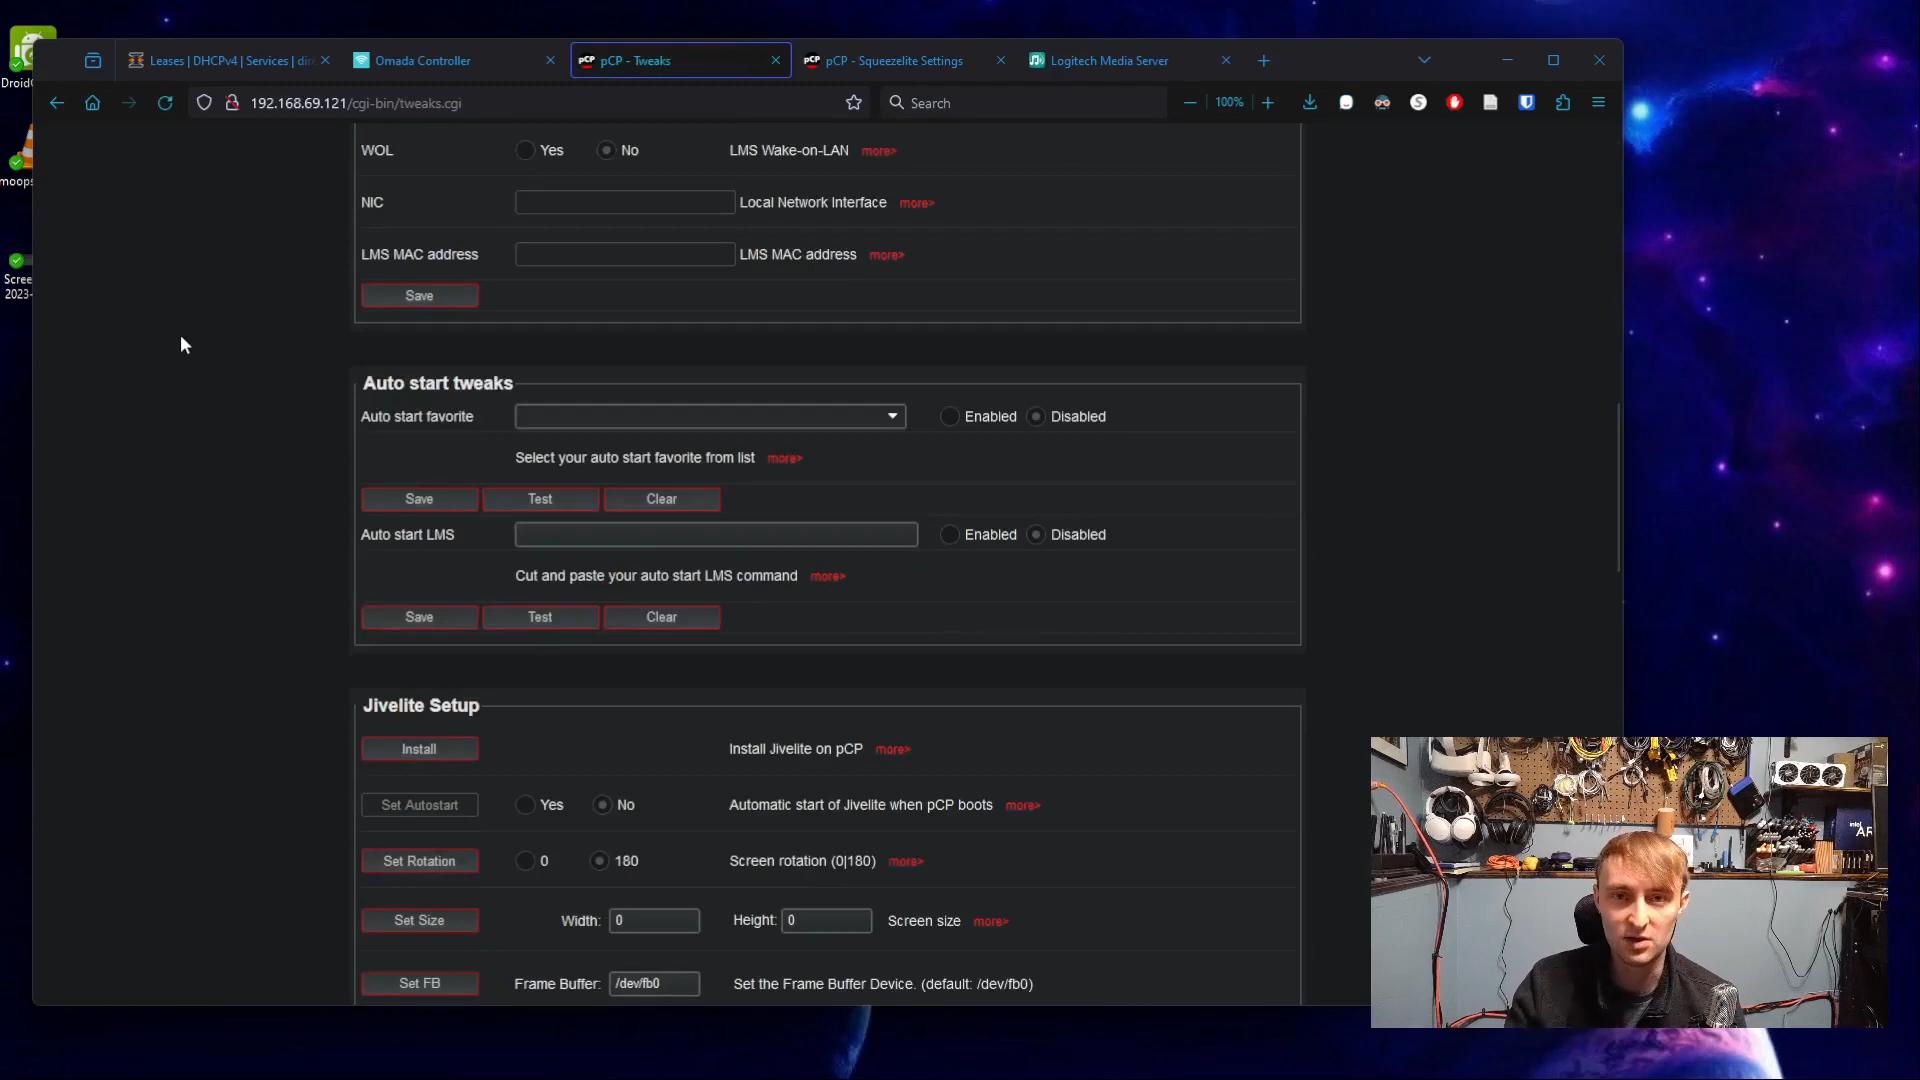 Leases | DHCPv4 | Services | dir
Omada Controller
pCP pCP - Tweaks
pCP pCP - Squeezelite Settings
Logitech Media Server
192.168.69.121/cgi-bin/tweaks.cgi
Search
100%
Droid
moops
Scree
2023-
WOL Yes No LMS Wake-on-LAN more>
NIC Local Network Interface more>
LMS MAC address LMS MAC address more>
Save
Auto start tweaks
Auto start favorite Enabled Disabled
Select your auto start favorite from list more>
Save Test Clear
Auto start LMS Enabled Disabled
Cut and paste your auto start LMS command more>
Save Test Clear
Jivelite Setup
Install Install Jivelite on pCP more>
Set Autostart Yes No Automatic start of Jivelite when pCP boots more>
Set Rotation 0 180 Screen rotation (0|180) more>
Set Size Width: 0 Height: 0 Screen size more>
Set FB Frame Buffer: /dev/fb0 Set the Frame Buffer Device. (default: /dev/fb0)
intel
AR